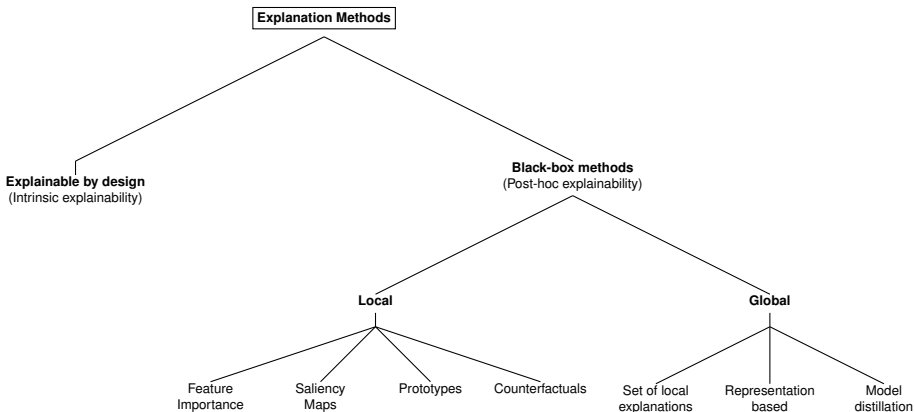 Explanation Methods
Explainable by design
(Intrinsic explainability)
Black-box methods
(Post-hoc explainability)
Local
Global
Feature
Importance
Saliency
Maps
Prototypes
Counterfactuals
Set of local
explanations
Representation
based
Model
distillation